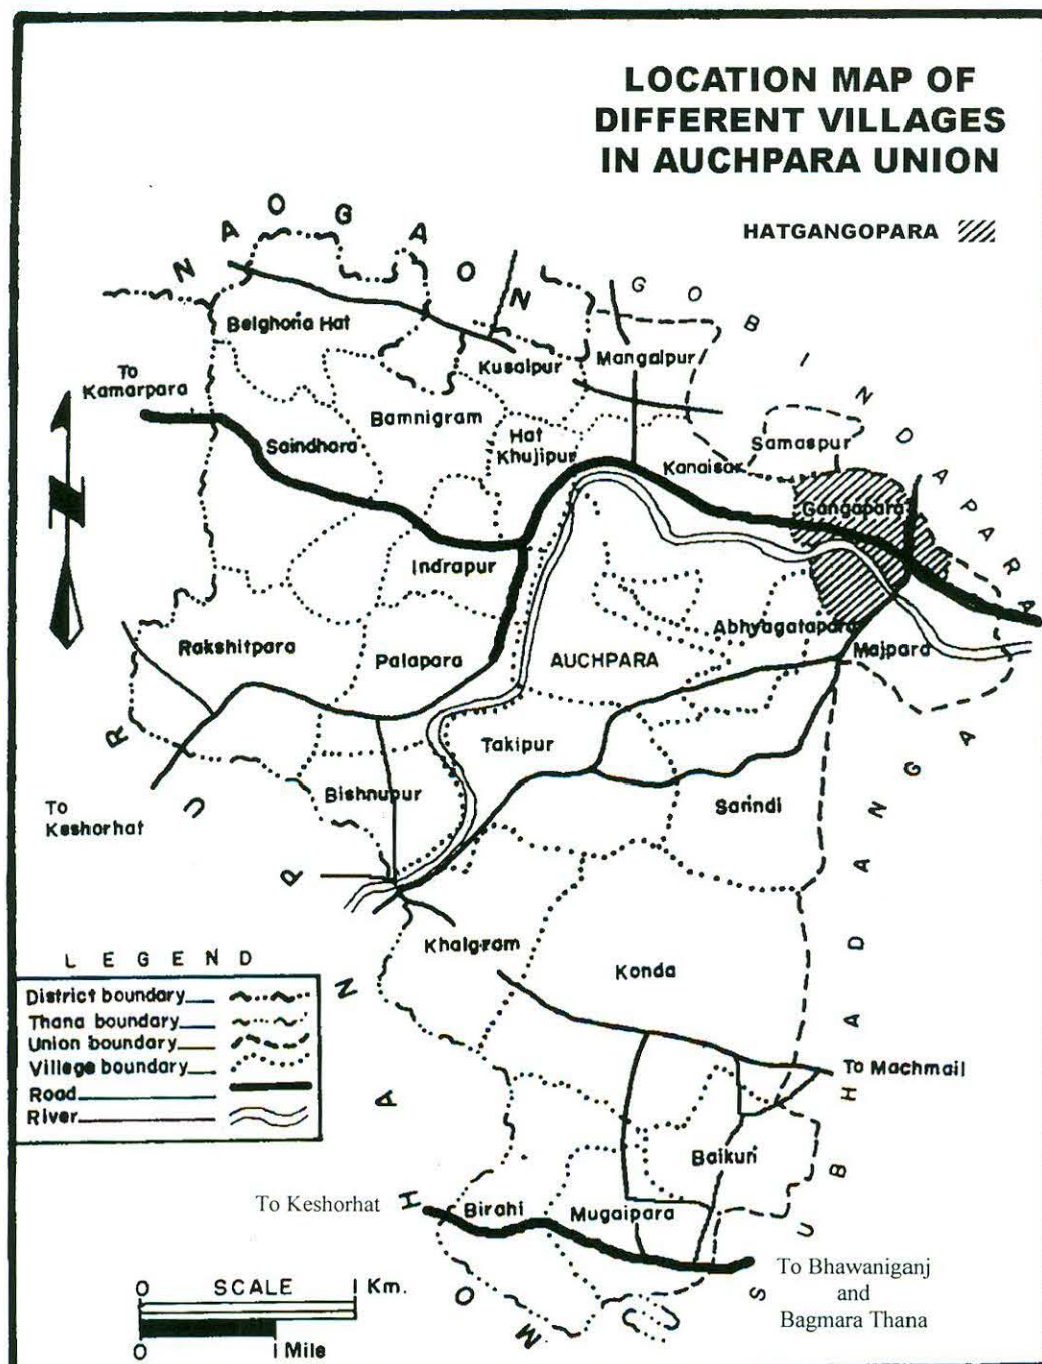 LOCATION MAP OF
DIFFERENT VILLAGES
IN AUCHPARA UNION
HATGANGOPARA
NAOGAON
GOBINDAPARA
Belghoria Hat
Kusalpur
Mangalpur
To
Kamarpara
Bamnigram
Saindhara
Hat
Khujipur
Samaspur
Kanaisar
Gangapara
Indrapur
Abhyagatapara
Rakshitpara
Palapara
AUCHPARA
Majpara
Takipur
Bishnupur
Sarindi
To
Keshorhat
MOHANPUR
SUBHADANGA
Khalgram
Konda
LEGEND
District boundary
Thana boundary
Union boundary
Village boundary
Road
River
To Machmail
Baikuri
To Keshorhat
Birahi
Mugaipara
To Bhawaniganj
and
Bagmara Thana
0 SCALE 1 Km.
0 1 Mile